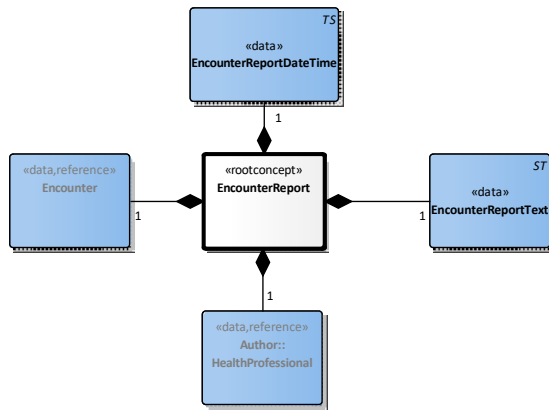 TS
«data»
EncounterReportDateTime
1
«data,reference»
Encounter
1
«rootconcept»
EncounterReport
ST
«data»
EncounterReportText
1
1
«data,reference»
Author::
HealthProfessional